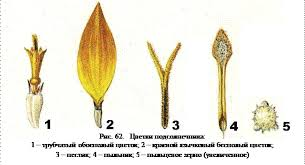 1 2 3 4 5
Рис. 62. Цветки подсолнечника:
1 – трубчатый обоеполый цветок; 2 – краевой язычковый бесполый цветок;
3 – пестик; 4 – пыльник; 5 – пыльцевое зерно (увеличенное)